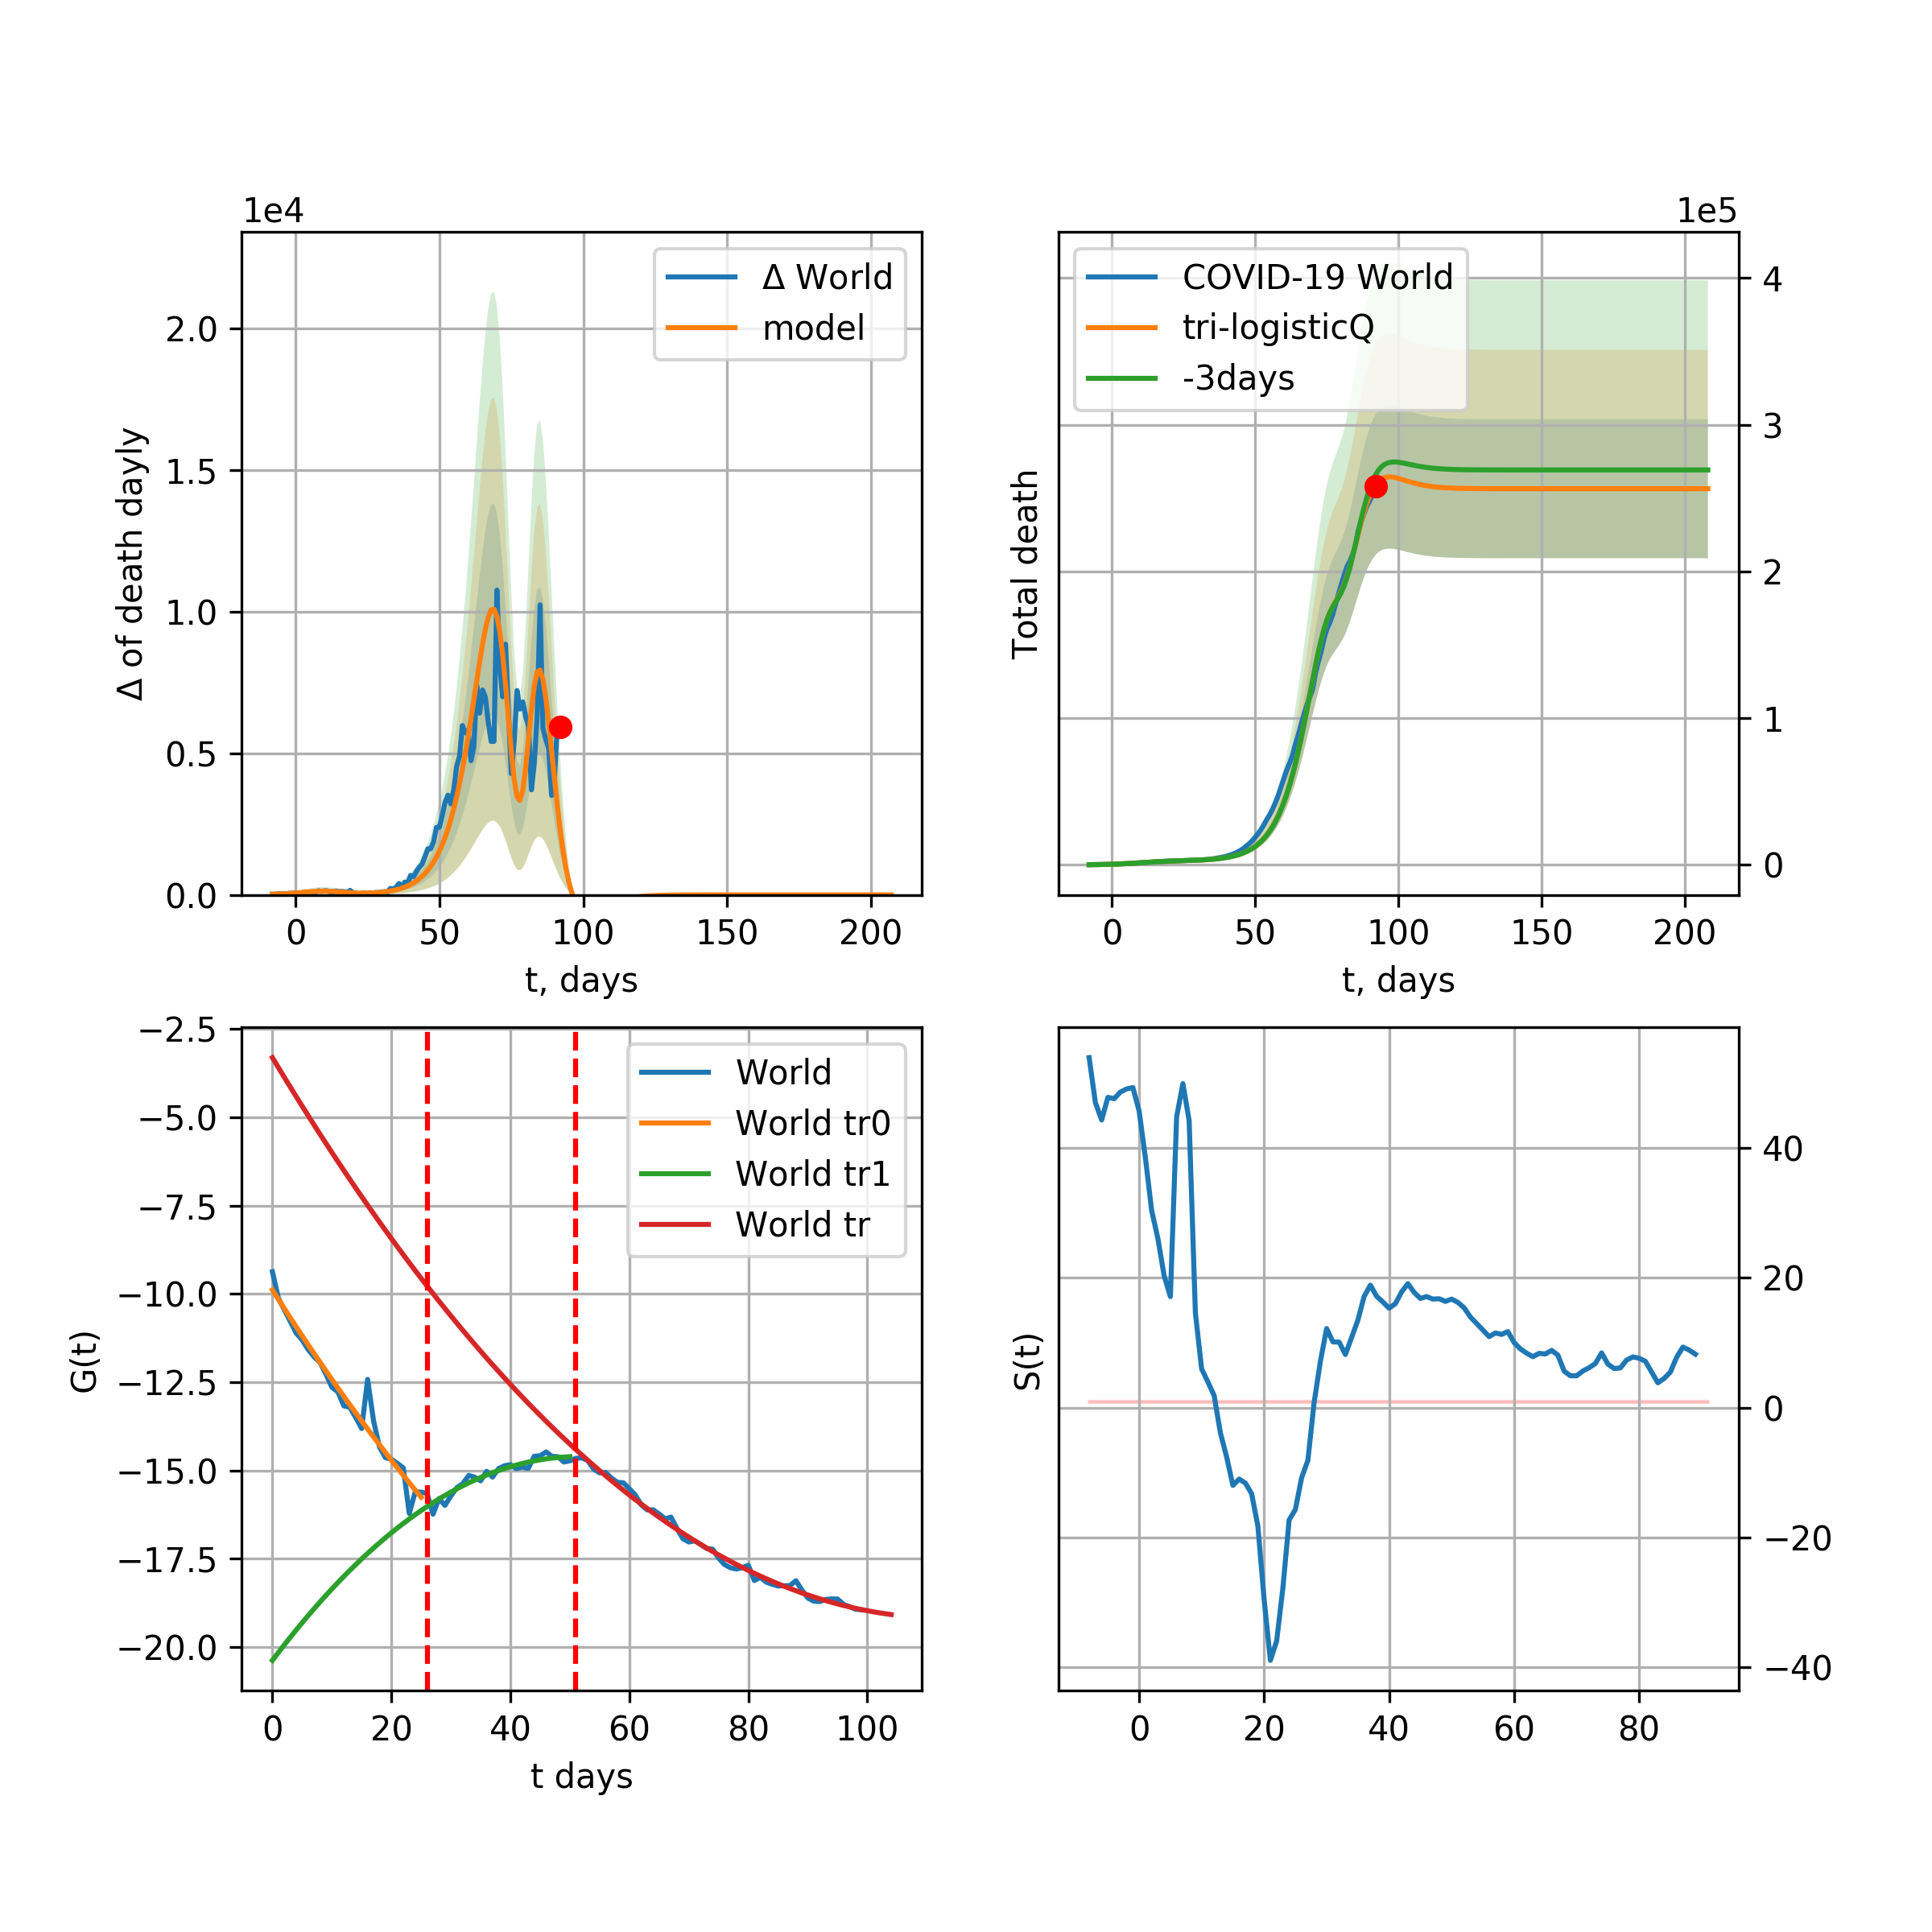 1e4
Δ World
model
2.0
1.5
1.0
0.5
0.0
Δ of death dayly
0 50 100 150 200
t, days
1e5
COVID-19 World
tri-logisticQ
-3days
4
3
2
1
0
Total death
0 50 100 150 200
t, days
World
World tr0
World tr1
World tr
−2.5
−5.0
−7.5
−10.0
−12.5
−15.0
−17.5
−20.0
G(t)
0 20 40 60 80 100
t days
40
20
0
−20
−40
S(t)
0 20 40 60 80